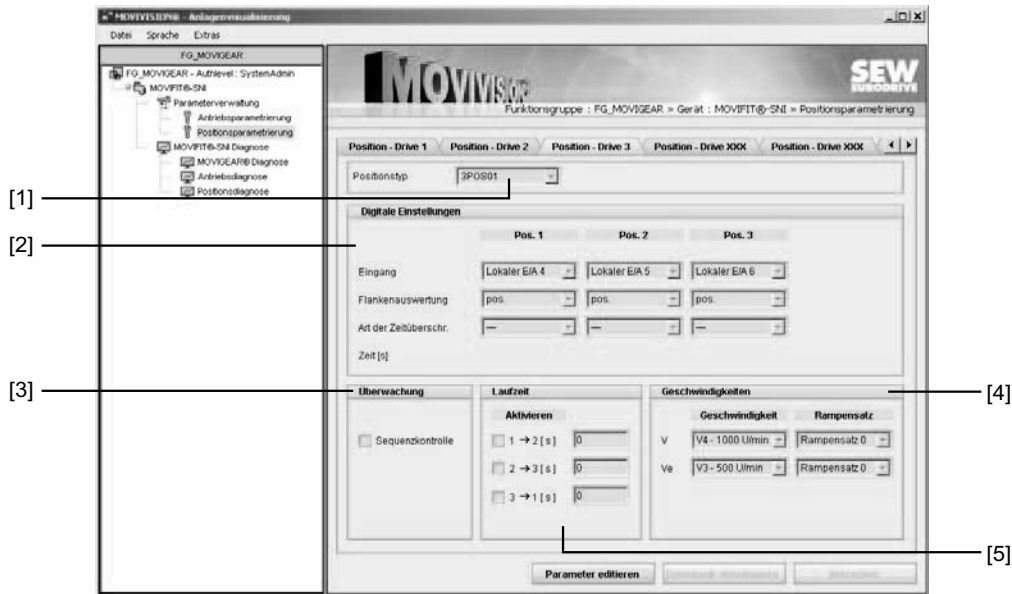 MOVIVISION® - Anlagenvisualisierung
Datei Sprache Extras
FG_MOVIGEAR
FG_MOVIGEAR - Authlevel : SystemAdmin
MOVIFIT®-SNI
Parameterverwaltung
Antriebsparametrierung
Positionsparametrierung
MOVIFIT®-SNI Diagnose
MOVIGEAR® Diagnose
Antriebsdiagnose
Positionsdiagnose
MOVIVISION
SEW
EURODRIVE
Funktionsgruppe : FG_MOVIGEAR » Gerät : MOVIFIT®-SNI » Positionsparametrierung
Position - Drive 1 Position - Drive 2 Position - Drive 3 Position - Drive XXX Position - Drive XXX
[1]
Positionstyp 3POS01
[2]
Digitale Einstellungen
Pos. 1 Pos. 2 Pos. 3
Eingang Lokaler E/A 4 Lokaler E/A 5 Lokaler E/A 6
Flankenauswertung pos. pos. pos.
Art der Zeitüberschr. --- --- ---
Zeit [s]
[3]
Überwachung Laufzeit Geschwindigkeiten
[4]
Aktivieren Geschwindigkeit Rampensatz
Sequenzkontrolle 1 → 2 [s] 0 V V4 - 1000 U/min Rampensatz 0
2 → 3 [s] 0 Ve V3 - 500 U/min Rampensatz 0
3 → 1 [s] 0
[5]
Parameter editieren